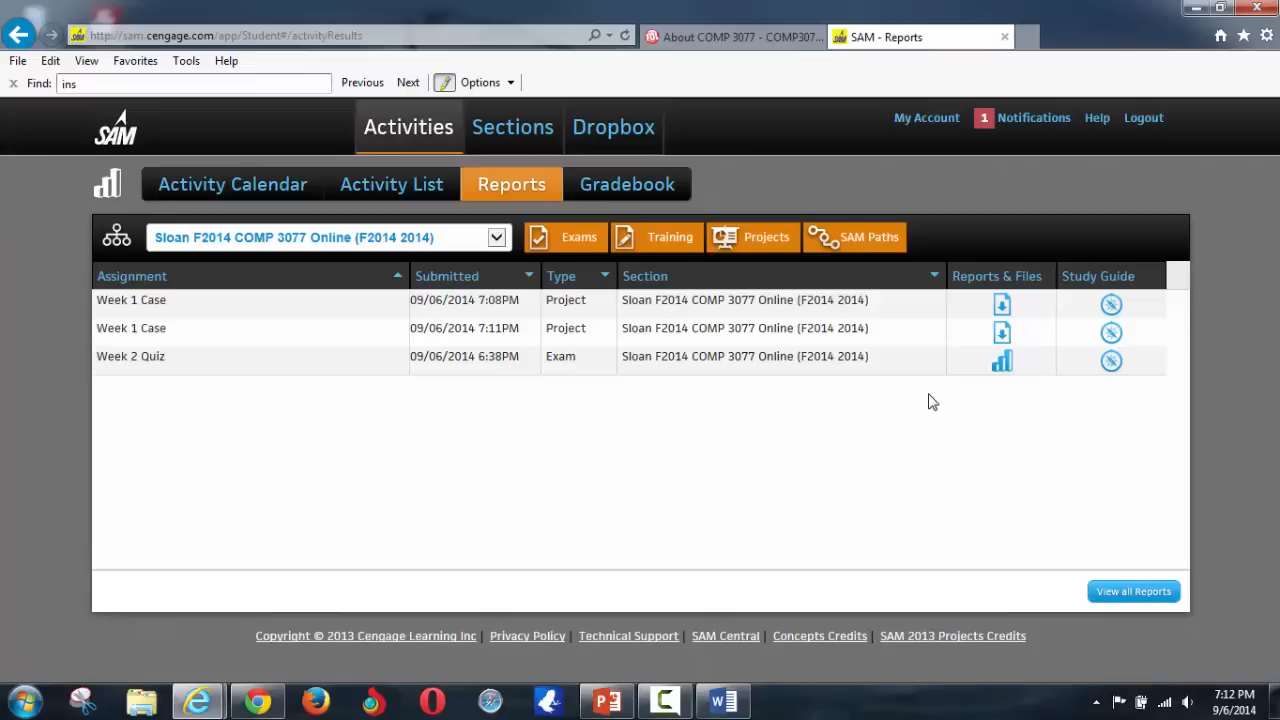 http://sam.cengage.com/app/Student#/activityResults
About COMP 3077 - COMP307...
SAM - Reports
File Edit View Favorites Tools Help
Find: ins Previous Next Options
SAM
Activities Sections Dropbox
My Account 1 Notifications Help Logout
Activity Calendar Activity List Reports Gradebook
Sloan F2014 COMP 3077 Online (F2014 2014) Exams Training Projects SAM Paths
Assignment Submitted Type Section Reports & Files Study Guide
Week 1 Case 09/06/2014 7:08PM Project Sloan F2014 COMP 3077 Online (F2014 2014)
Week 1 Case 09/06/2014 7:11PM Project Sloan F2014 COMP 3077 Online (F2014 2014)
Week 2 Quiz 09/06/2014 6:38PM Exam Sloan F2014 COMP 3077 Online (F2014 2014)
View all Reports
Copyright © 2013 Cengage Learning Inc | Privacy Policy | Technical Support | SAM Central | Concepts Credits | SAM 2013 Projects Credits
7:12 PM
9/6/2014